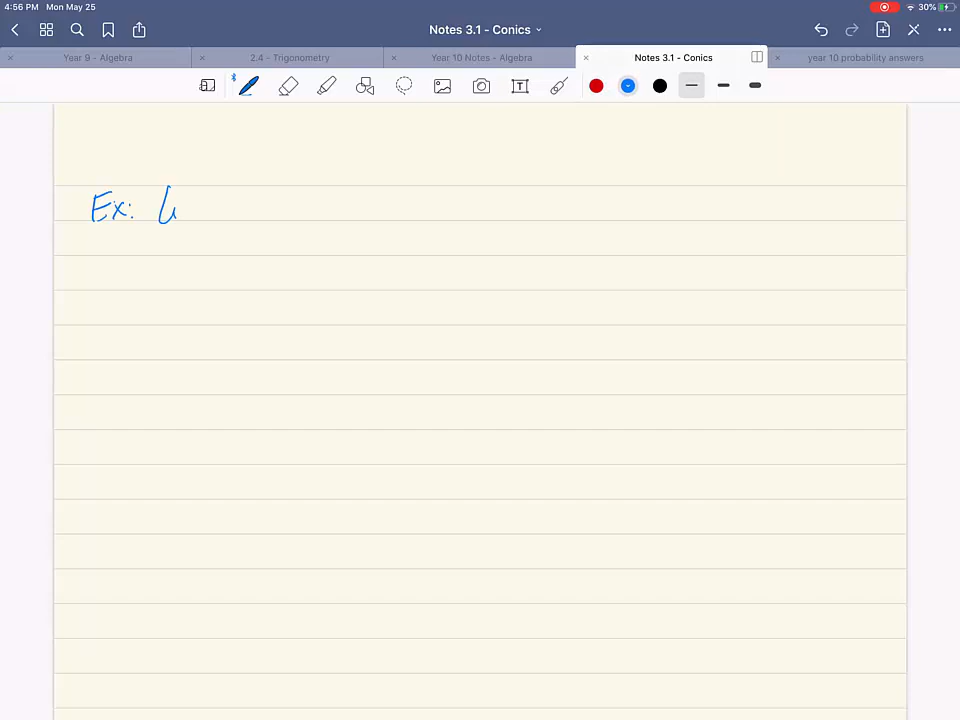 4:56 PM Mon May 25
30%
Notes 3.1 - Conics
Year 9 - Algebra
2.4 - Trigonometry
Year 10 Notes - Algebra
Notes 3.1 - Conics
year 10 probability answers
T
Ex: